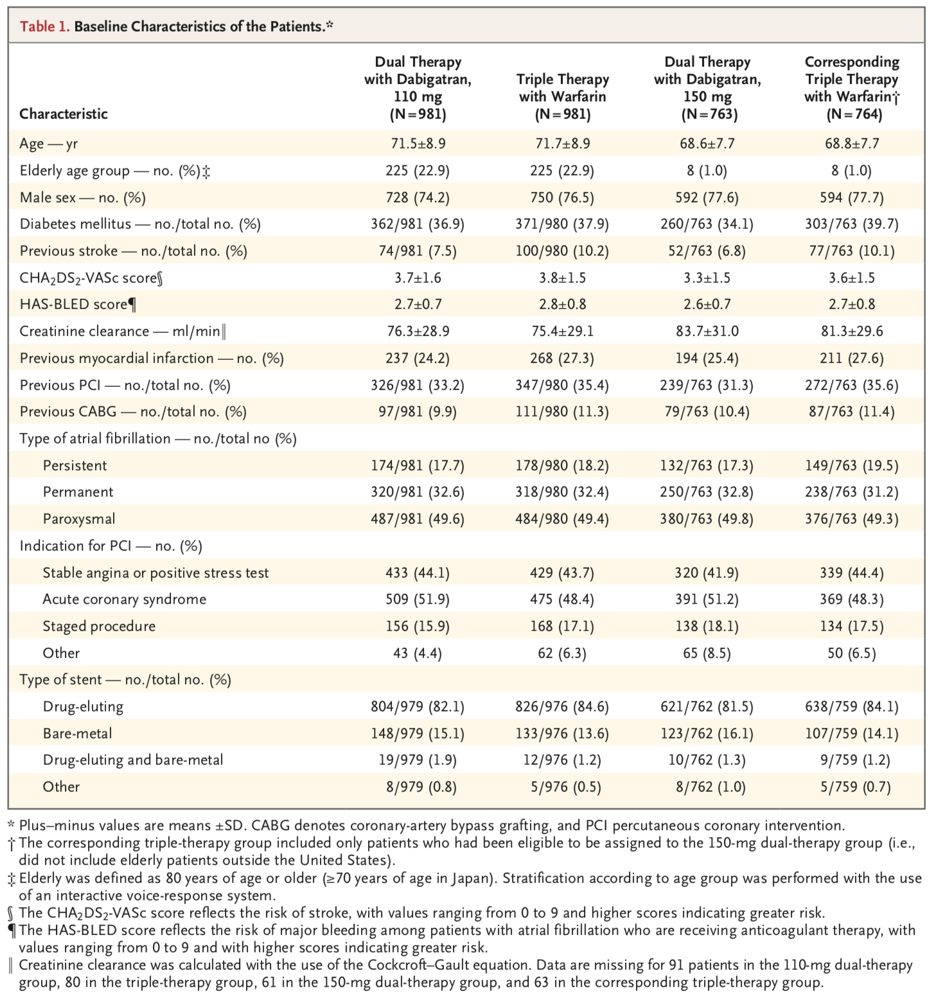 Table 1. Baseline Characteristics of the Patients.*
Characteristic Dual Therapy with Dabigatran, 110 mg (N=981) Triple Therapy with Warfarin (N=981) Dual Therapy with Dabigatran, 150 mg (N=763) Corresponding Triple Therapy with Warfarin† (N=764)
Age — yr 71.5±8.9 71.7±8.9 68.6±7.7 68.8±7.7
Elderly age group — no. (%)‡ 225 (22.9) 225 (22.9) 8 (1.0) 8 (1.0)
Male sex — no. (%) 728 (74.2) 750 (76.5) 592 (77.6) 594 (77.7)
Diabetes mellitus — no./total no. (%) 362/981 (36.9) 371/980 (37.9) 260/763 (34.1) 303/763 (39.7)
Previous stroke — no./total no. (%) 74/981 (7.5) 100/980 (10.2) 52/763 (6.8) 77/763 (10.1)
CHA₂DS₂-VASc score§ 3.7±1.6 3.8±1.5 3.3±1.5 3.6±1.5
HAS-BLED score¶ 2.7±0.7 2.8±0.8 2.6±0.7 2.7±0.8
Creatinine clearance — ml/min‖ 76.3±28.9 75.4±29.1 83.7±31.0 81.3±29.6
Previous myocardial infarction — no. (%) 237 (24.2) 268 (27.3) 194 (25.4) 211 (27.6)
Previous PCI — no./total no. (%) 326/981 (33.2) 347/980 (35.4) 239/763 (31.3) 272/763 (35.6)
Previous CABG — no./total no. (%) 97/981 (9.9) 111/980 (11.3) 79/763 (10.4) 87/763 (11.4)
Type of atrial fibrillation — no./total no (%)
Persistent 174/981 (17.7) 178/980 (18.2) 132/763 (17.3) 149/763 (19.5)
Permanent 320/981 (32.6) 318/980 (32.4) 250/763 (32.8) 238/763 (31.2)
Paroxysmal 487/981 (49.6) 484/980 (49.4) 380/763 (49.8) 376/763 (49.3)
Indication for PCI — no. (%)
Stable angina or positive stress test 433 (44.1) 429 (43.7) 320 (41.9) 339 (44.4)
Acute coronary syndrome 509 (51.9) 475 (48.4) 391 (51.2) 369 (48.3)
Staged procedure 156 (15.9) 168 (17.1) 138 (18.1) 134 (17.5)
Other 43 (4.4) 62 (6.3) 65 (8.5) 50 (6.5)
Type of stent — no./total no. (%)
Drug-eluting 804/979 (82.1) 826/976 (84.6) 621/762 (81.5) 638/759 (84.1)
Bare-metal 148/979 (15.1) 133/976 (13.6) 123/762 (16.1) 107/759 (14.1)
Drug-eluting and bare-metal 19/979 (1.9) 12/976 (1.2) 10/762 (1.3) 9/759 (1.2)
Other 8/979 (0.8) 5/976 (0.5) 8/762 (1.0) 5/759 (0.7)
* Plus–minus values are means ±SD. CABG denotes coronary-artery bypass grafting, and PCI percutaneous coronary intervention.
† The corresponding triple-therapy group included only patients who had been eligible to be assigned to the 150-mg dual-therapy group (i.e.,
did not include elderly patients outside the United States).
‡ Elderly was defined as 80 years of age or older (≥70 years of age in Japan). Stratification according to age group was performed with the use
of an interactive voice-response system.
§ The CHA₂DS₂-VASc score reflects the risk of stroke, with values ranging from 0 to 9 and higher scores indicating greater risk.
¶ The HAS-BLED score reflects the risk of major bleeding among patients with atrial fibrillation who are receiving anticoagulant therapy, with
values ranging from 0 to 9 and with higher scores indicating greater risk.
‖ Creatinine clearance was calculated with the use of the Cockcroft–Gault equation. Data are missing for 91 patients in the 110-mg dual-therapy
group, 80 in the triple-therapy group, 61 in the 150-mg dual-therapy group, and 63 in the corresponding triple-therapy group.